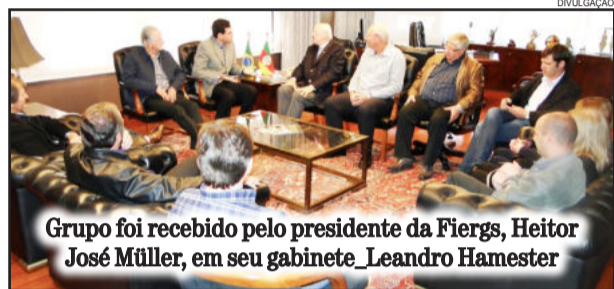 DIVULGAÇÃO
Grupo foi recebido pelo presidente da Fiergs, Heitor
José Müller, em seu gabinete_Leandro Hamester